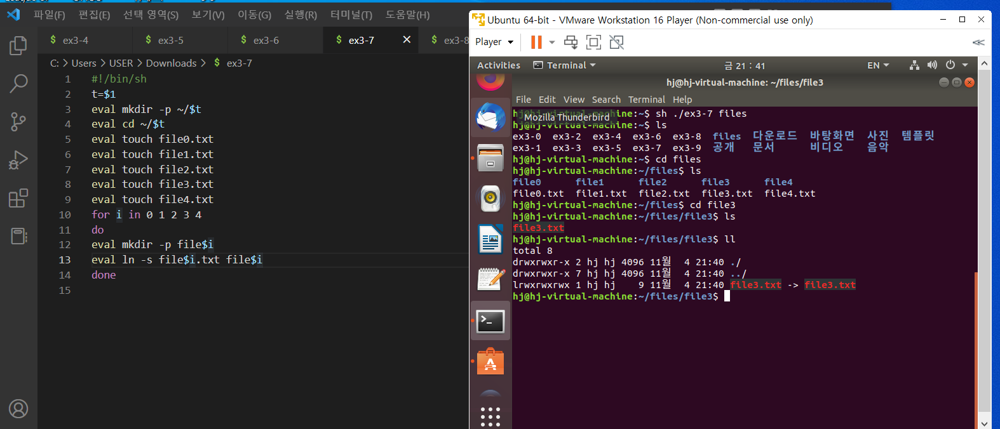 파일(F) 편집(E) 선택 영역(S) 보기(V) 이동(G) 실행(R) 터미널(T) 도움말(H)
$ ex3-4 $ ex3-5 $ ex3-6 $ ex3-7 $ ex3-8
C: > Users > USER > Downloads > $ ex3-7
1 #!/bin/sh
2 t=$1
3 eval mkdir -p ~/$t
4 eval cd ~/$t
5 eval touch file0.txt
6 eval touch file1.txt
7 eval touch file2.txt
8 eval touch file3.txt
9 eval touch file4.txt
10 for i in 0 1 2 3 4
11 do
12 eval mkdir -p file$i
13 eval ln -s file$i.txt file$i
14 done
15
Ubuntu 64-bit - VMware Workstation 16 Player (Non-commercial use only)
Player
Activities Terminal 금 21 : 41 EN
hj@hj-virtual-machine: ~/files/file3
File Edit View Search Terminal Help
Mozilla Thunderbird
ine:~$ sh ./ex3-7 files
hj@hj-virtual-machine:~$ ls
ex3-0 ex3-2 ex3-4 ex3-6 ex3-8 files 다운로드 바탕화면 사진 템플릿
ex3-1 ex3-3 ex3-5 ex3-7 ex3-9 공개 문서 비디오 음악
hj@hj-virtual-machine:~$ cd files
hj@hj-virtual-machine:~/files$ ls
file0 file1 file2 file3 file4
file0.txt file1.txt file2.txt file3.txt file4.txt
hj@hj-virtual-machine:~/files$ cd file3
hj@hj-virtual-machine:~/files/file3$ ls
file3.txt
hj@hj-virtual-machine:~/files/file3$ ll
total 8
drwxrwxr-x 2 hj hj 4096 11월 4 21:40 ./
drwxrwxr-x 7 hj hj 4096 11월 4 21:40 ../
lrwxrwxrwx 1 hj hj 9 11월 4 21:40 file3.txt -> file3.txt
hj@hj-virtual-machine:~/files/file3$